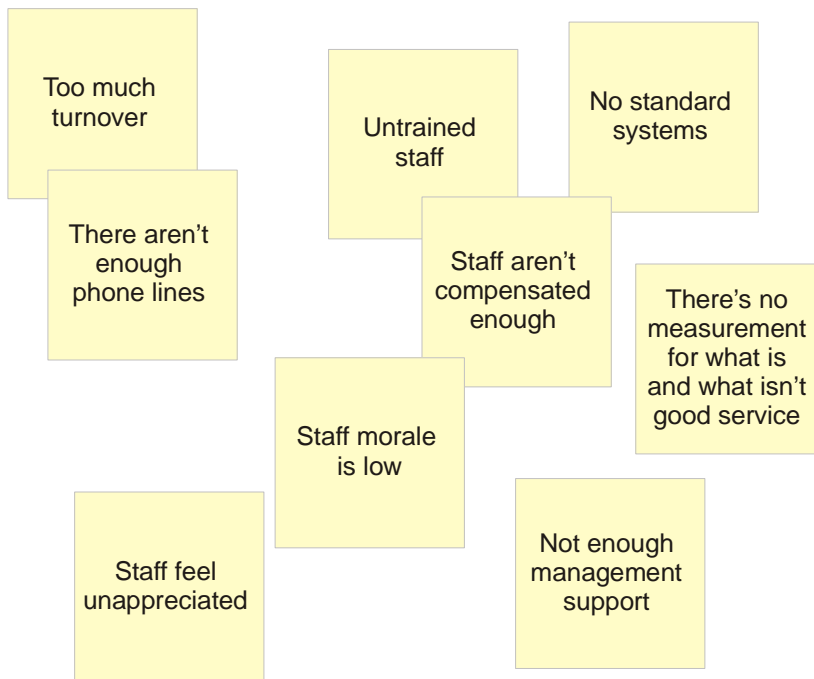 Too much
turnover
Untrained
staff
No standard
systems
There aren’t
enough
phone lines
Staff aren’t
compensated
enough
There’s no
measurement
for what is
and what isn’t
good service
Staff morale
is low
Staff feel
unappreciated
Not enough
management
support